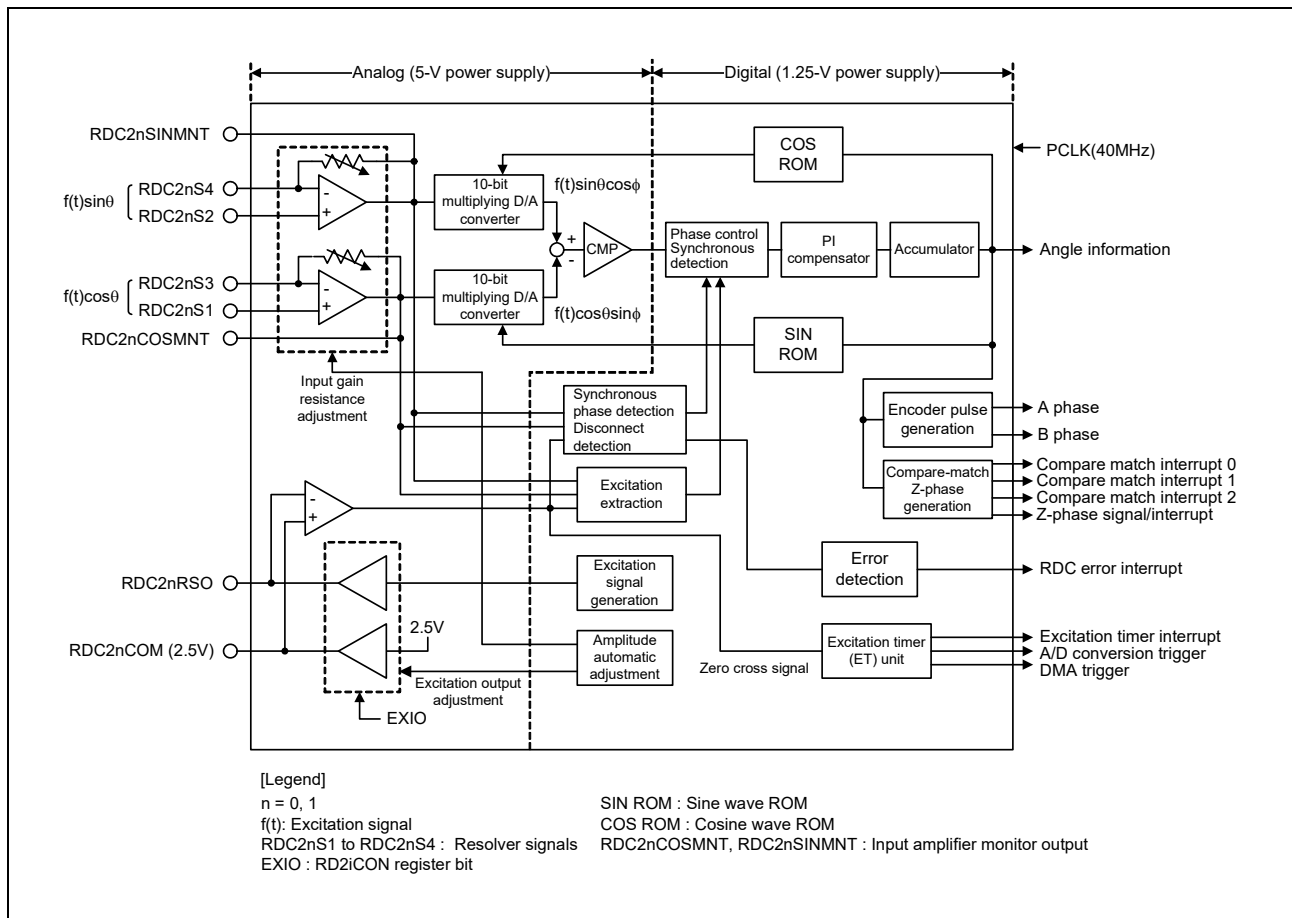 Analog (5-V power supply)
Digital (1.25-V power supply)
RDC2nSINMNT
COS
ROM
PCLK(40MHz)
f(t)sinθ
RDC2nS4
RDC2nS2
-
+
10-bit
multiplying D/A
converter
f(t)sinθcosϕ
+
-
CMP
Phase control
Synchronous
detection
PI
compensator
Accumulator
Angle information
f(t)cosθ
RDC2nS3
RDC2nS1
-
+
10-bit
multiplying D/A
converter
f(t)cosθsinϕ
RDC2nCOSMNT
SIN
ROM
Input gain
resistance
adjustment
Synchronous
phase detection
Disconnect
detection
Encoder pulse
generation
A phase
B phase
Excitation
extraction
Compare-match
Z-phase
generation
Compare match interrupt 0
Compare match interrupt 1
Compare match interrupt 2
Z-phase signal/interrupt
-
+
RDC2nRSO
Excitation
signal
generation
Error
detection
RDC error interrupt
RDC2nCOM (2.5V)
2.5V
Amplitude
automatic
adjustment
Excitation output
adjustment
EXIO
Zero cross signal
Excitation timer
(ET) unit
Excitation timer interrupt
A/D conversion trigger
DMA trigger
[Legend]
n = 0, 1
f(t): Excitation signal
RDC2nS1 to RDC2nS4 : Resolver signals
EXIO : RD2iCON register bit
SIN ROM : Sine wave ROM
COS ROM : Cosine wave ROM
RDC2nCOSMNT, RDC2nSINMNT : Input amplifier monitor output